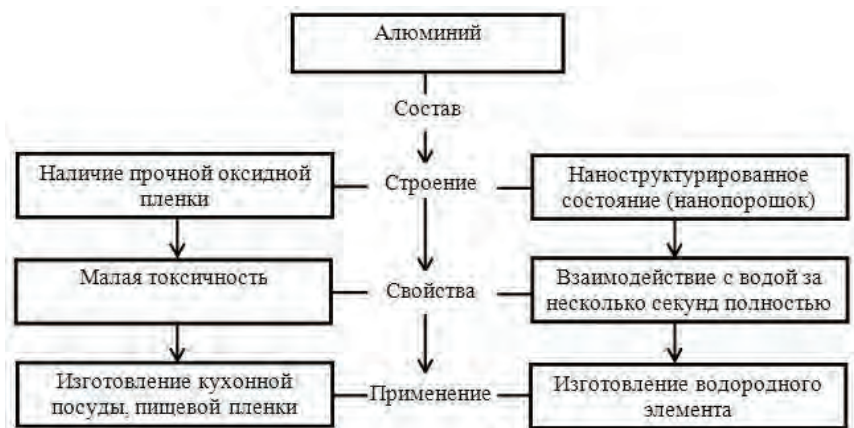 Алюминий
Состав
Наличие прочной оксидной
пленки
Строение
Наноструктурированное
состояние (нанопорошок)
Малая токсичность
Свойства
Взаимодействие с водой за
несколько секунд полностью
Изготовление кухонной
посуды, пищевой пленки
Применение
Изготовление водородного
элемента